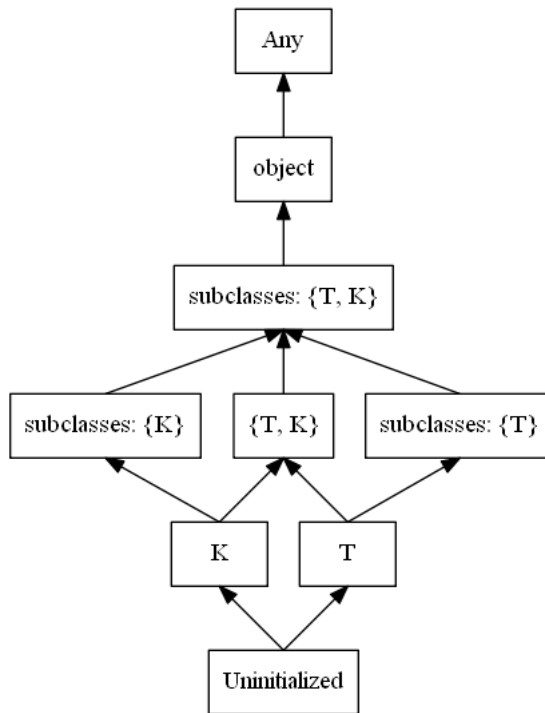 Any
object
subclasses: {T, K}
subclasses: {K}
{T, K}
subclasses: {T}
K
T
Uninitialized